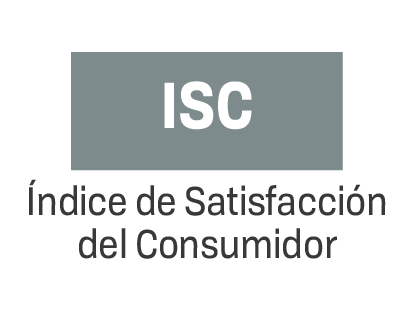 ISC
Índice de Satisfacción
del Consumidor